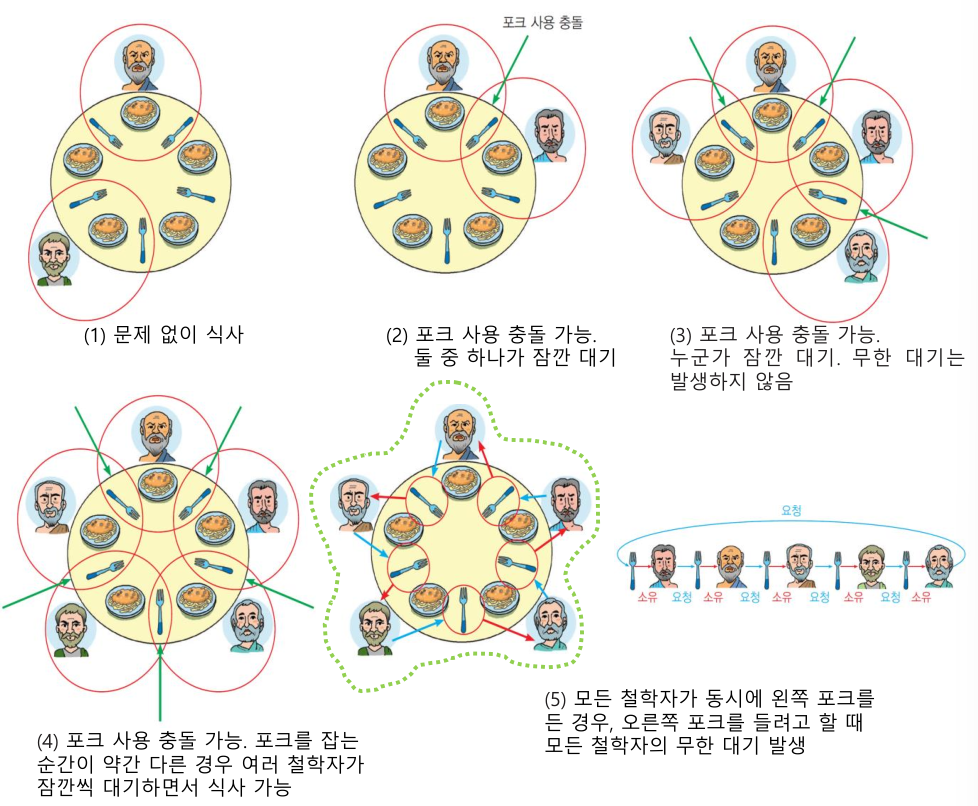 포크 사용 충돌
(1) 문제 없이 식사
(2) 포크 사용 충돌 가능.
둘 중 하나가 잠깐 대기
(3) 포크 사용 충돌 가능.
누군가 잠깐 대기. 무한 대기는
발생하지 않음
요청
소유 요청 소유 요청 소유 요청 소유 요청 소유
(4) 포크 사용 충돌 가능. 포크를 잡는
순간이 약간 다른 경우 여러 철학자가
잠깐씩 대기하면서 식사 가능
(5) 모든 철학자가 동시에 왼쪽 포크를
든 경우, 오른쪽 포크를 들려고 할 때
모든 철학자의 무한 대기 발생